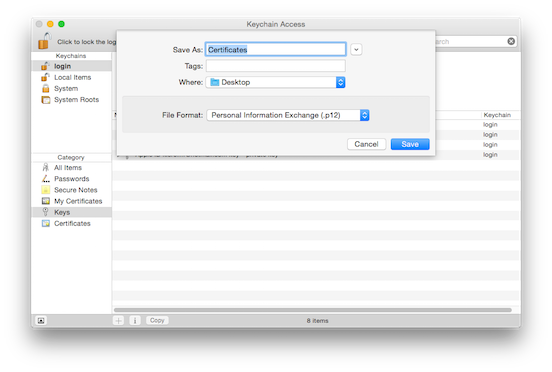 Keychain Access
Click to lock the log
earch
Save As: Certificates
Tags:
Where: Desktop
File Format: Personal Information Exchange (.p12)
Cancel Save
Keychains
login
Local Items
System
System Roots
Keychain
login
login
login
login
Category
All Items
Passwords
Secure Notes
My Certificates
Keys
Certificates
Copy
8 items